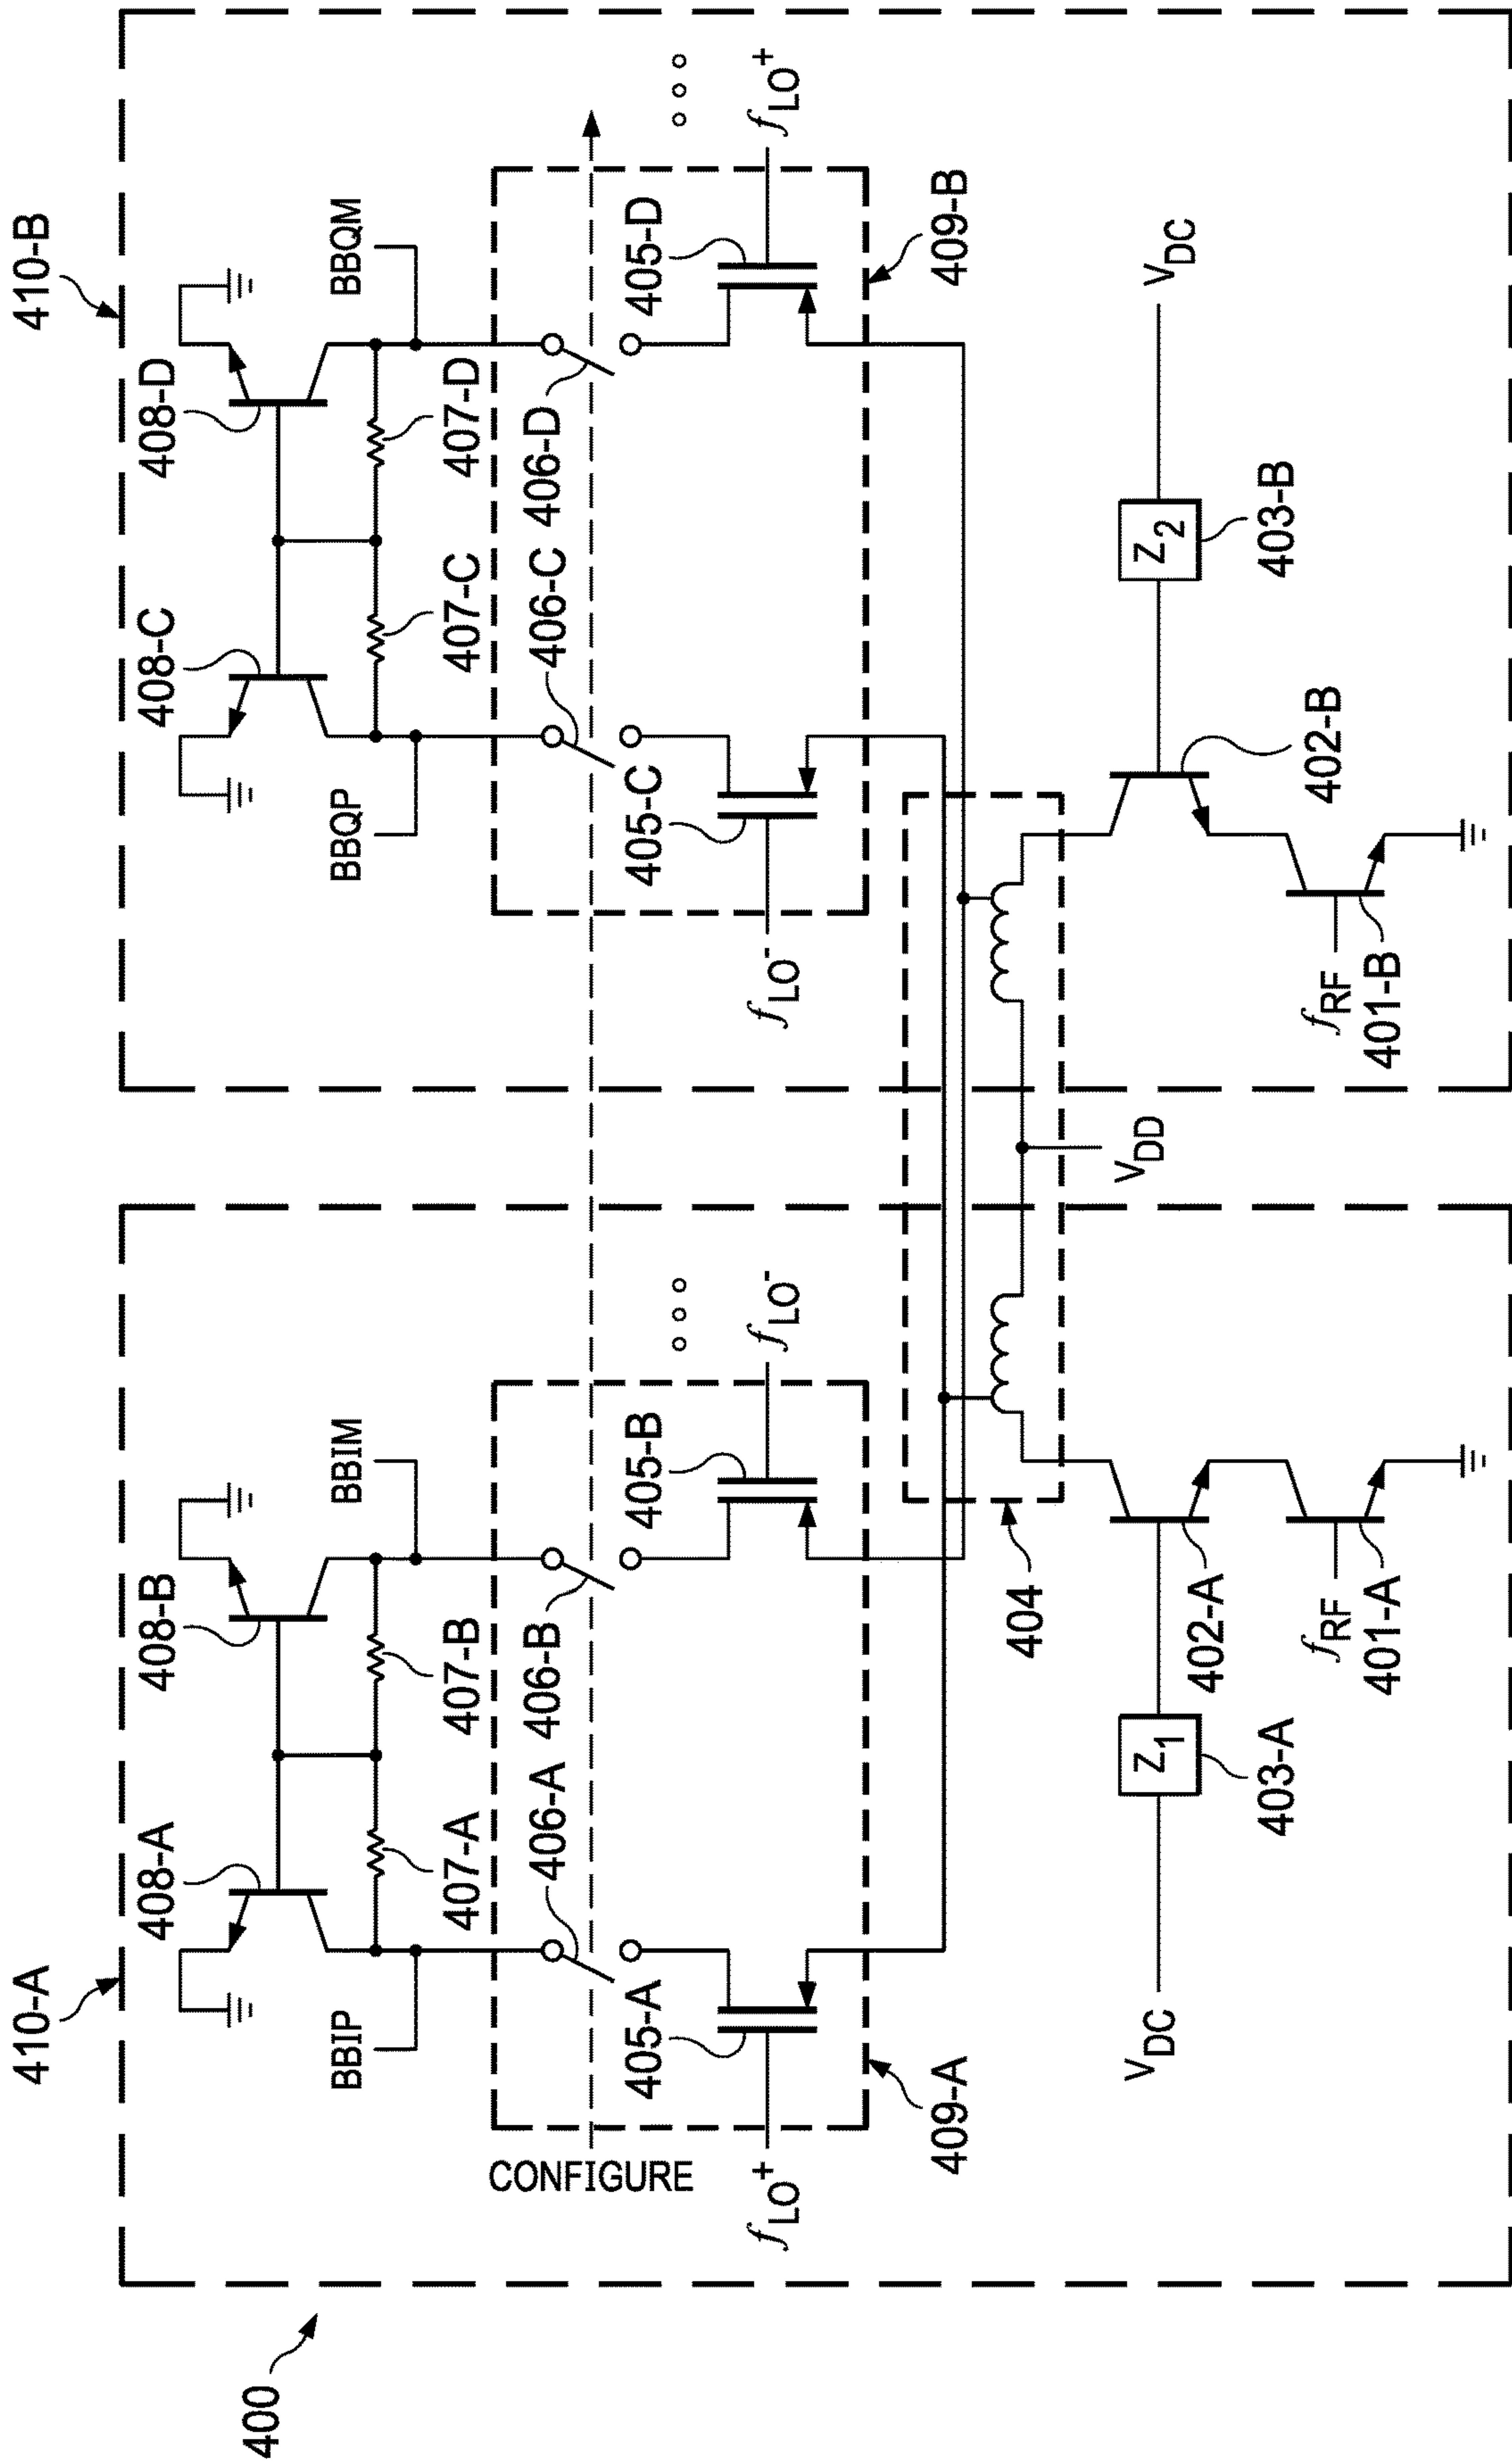 400
410-A
410-B
408-A
408-B
408-C
408-D
BBIP
BBIM
BBQP
BBQM
407-A
407-B
407-C
407-D
CONFIGURE
406-A
406-B
406-C
406-D
405-A
405-B
405-C
405-D
fLO+
fLO-
fLO-
fLO+
409-A
409-B
404
VDD
VDC
Z1
Z2
VDC
403-A
402-A
402-B
403-B
fRF
fRF
401-A
401-B